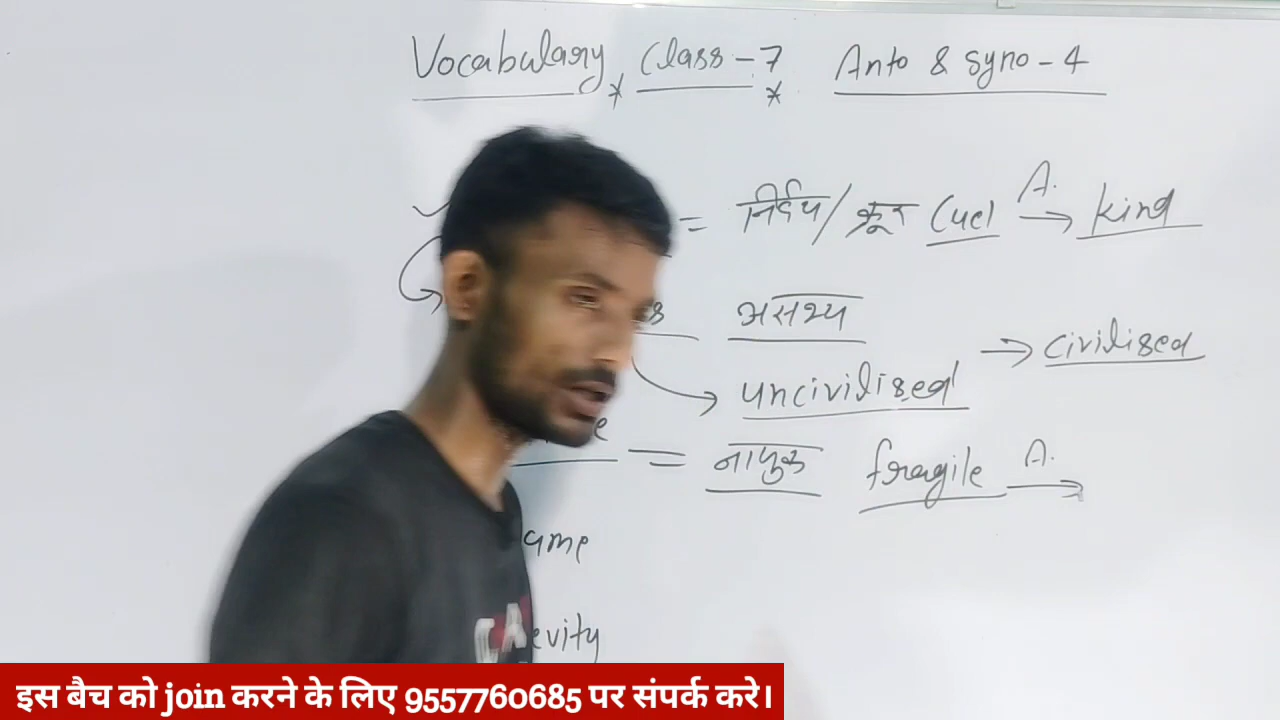 Vocabulary Class-7 Anto & Syno-4
= निर्दय/ क्रूर Cruel A. → kind
असभ्य → civilised
uncivilised
= नाजुक fragile A. →
ame
evity
इस बैच को join करने के लिए 9557760685 पर संपर्क करे।